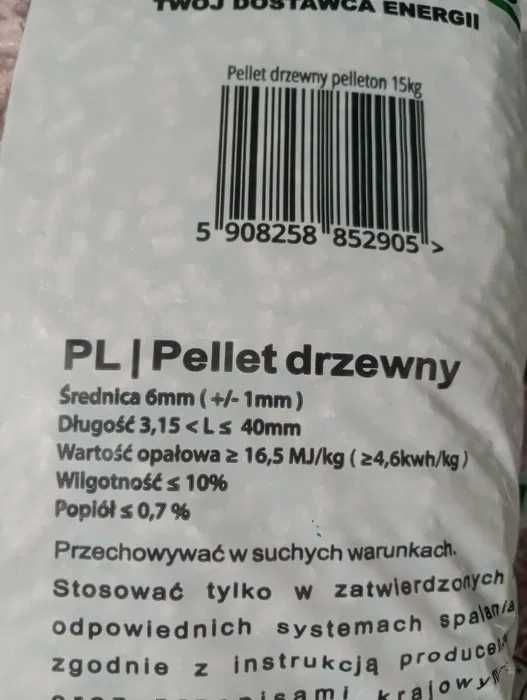 TWÓJ DOSTAWCA ENERGII
Pellet drzewny pelleton 15kg
5 908258 852905 >
PL | Pellet drzewny
Średnica 6mm ( +/- 1mm )
Długość 3,15 < L ≤ 40mm
Wartość opałowa ≥ 16,5 MJ/kg ( ≥4,6kwh/kg )
Wilgotność ≤ 10%
Popiół ≤ 0,7 %
Przechowywać w suchych warunkach.
Stosować tylko w zatwierdzonych
odpowiednich systemach spalania
zgodnie z instrukcją